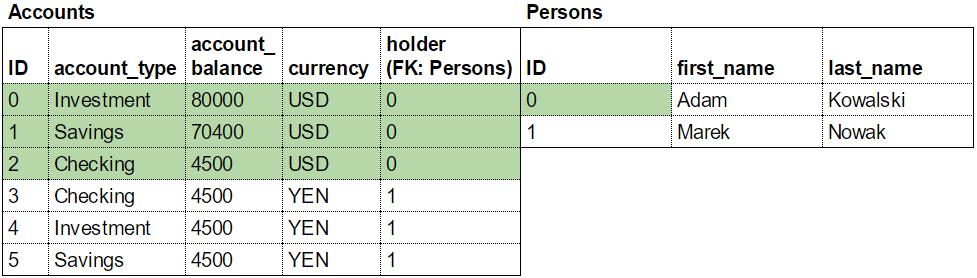 Accounts
ID account_type account_balance currency holder (FK: Persons)
0 Investment 80000 USD 0
1 Savings 70400 USD 0
2 Checking 4500 USD 0
3 Checking 4500 YEN 1
4 Investment 4500 YEN 1
5 Savings 4500 YEN 1
Persons
ID first_name last_name
0 Adam Kowalski
1 Marek Nowak